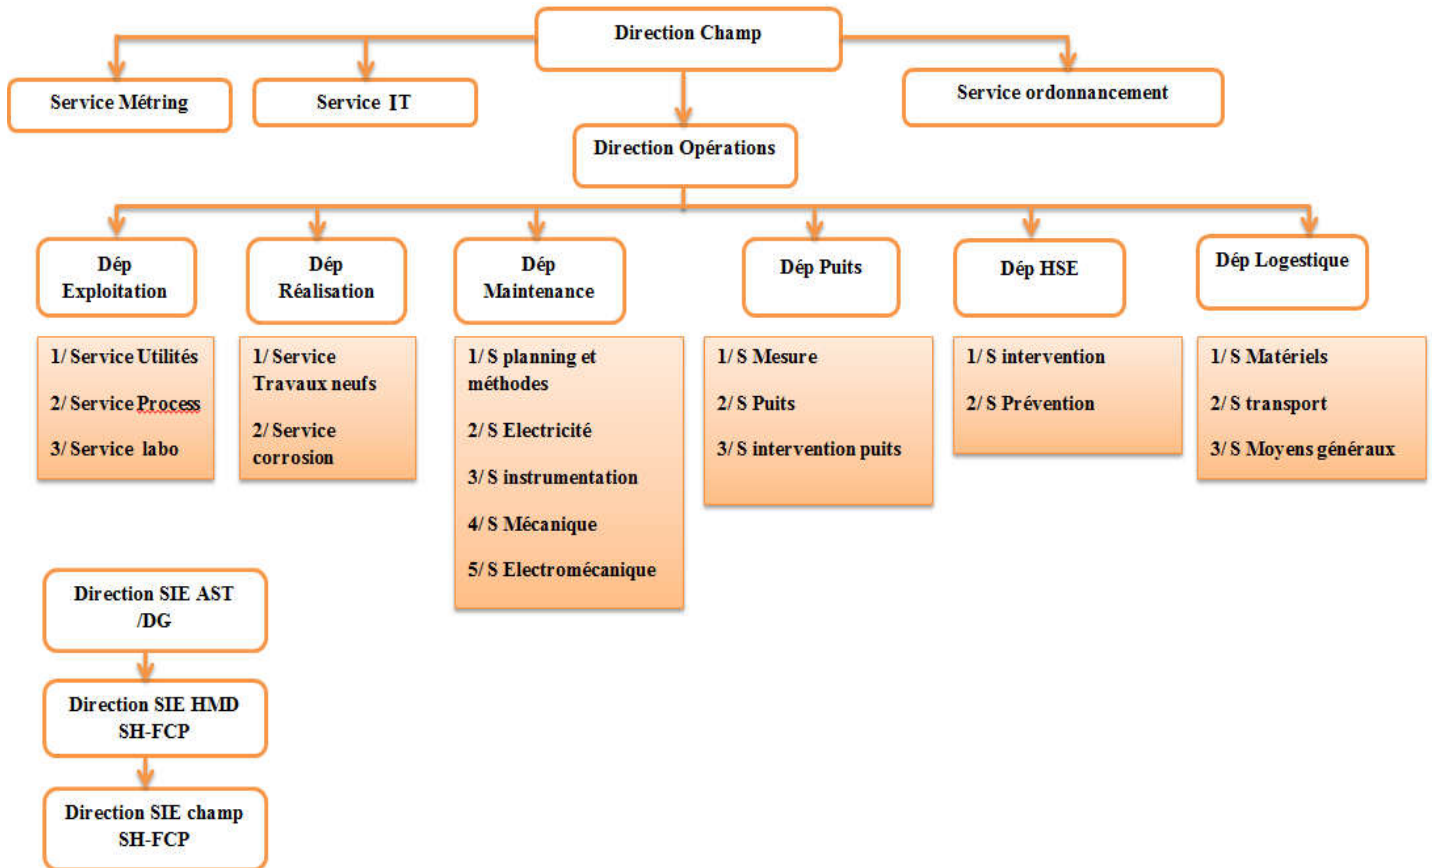 Direction Champ
Service Métring
Service IT
Service ordonnancement
Direction Opérations
Dép
Exploitation
Dép
Réalisation
Dép
Maintenance
Dép Puits
Dép HSE
Dép Logestique
1/ Service Utilités
2/ Service Process
3/ Service labo
1/ Service
Travaux neufs
2/ Service
corrosion
1/ S planning et
méthodes
2/ S Electricité
3/ S instrumentation
4/ S Mécanique
5/ S Electromécanique
1/ S Mesure
2/ S Puits
3/ S intervention puits
1/ S intervention
2/ S Prévention
1/ S Matériels
2/ S transport
3/ S Moyens généraux
Direction SIE AST
/DG
Direction SIE HMD
SH-FCP
Direction SIE champ
SH-FCP